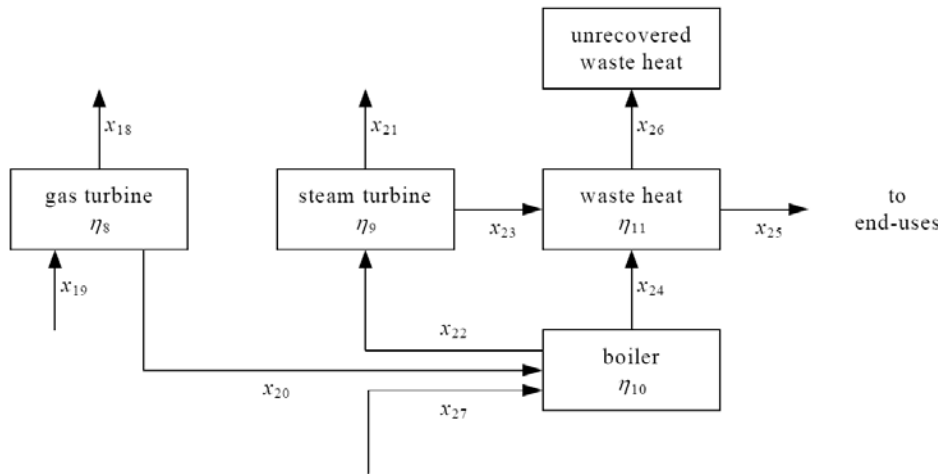 unrecovered
waste heat
x18
x21
x26
gas turbine
η8
steam turbine
η9
waste heat
η11
to
end-uses
x23
x25
x19
x24
x22
boiler
η10
x20
x27